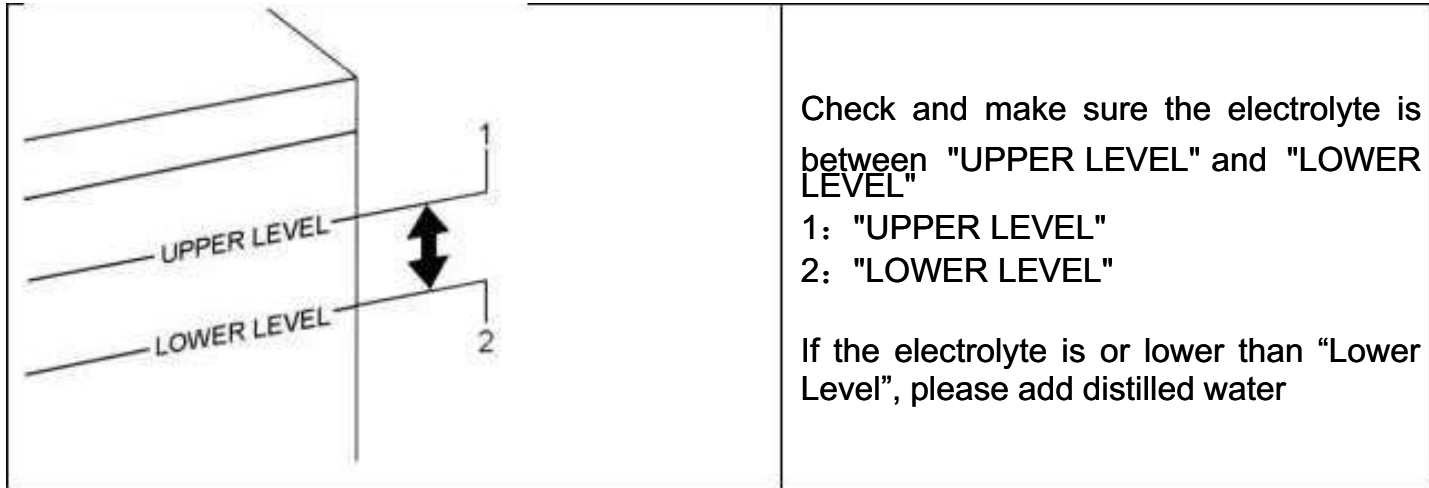 1
UPPER LEVEL
LOWER LEVEL
2
Check and make sure the electrolyte is
between "UPPER LEVEL" and "LOWER
LEVEL"
1： "UPPER LEVEL"
2： "LOWER LEVEL"
If the electrolyte is or lower than “Lower
Level”, please add distilled water